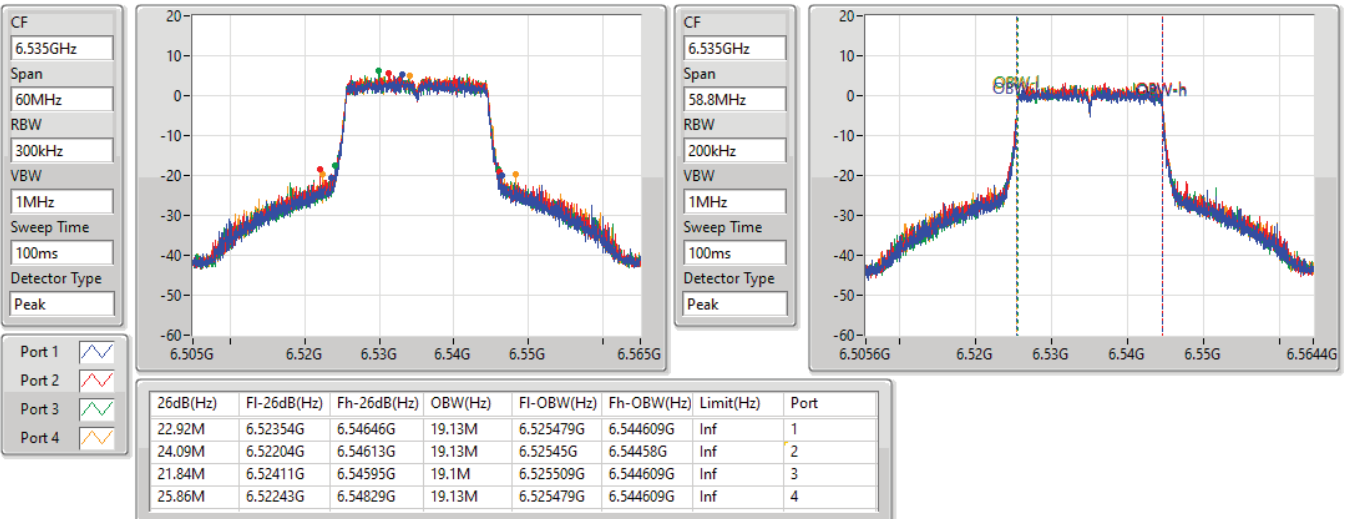 CF
6.535GHz
Span
60MHz
RBW
300kHz
VBW
1MHz
Sweep Time
100ms
Detector Type
Peak
20
10
0
-10
-20
-30
-40
-50
-60
6.505G 6.52G 6.53G 6.54G 6.55G 6.565G
CF
6.535GHz
Span
58.8MHz
RBW
200kHz
VBW
1MHz
Sweep Time
100ms
Detector Type
Peak
20
10
0
-10
-20
-30
-40
-50
-60
OBW-l OBW-h
6.5056G 6.52G 6.53G 6.54G 6.55G 6.5644G
Port 1
Port 2
Port 3
Port 4
26dB(Hz) Fl-26dB(Hz) Fh-26dB(Hz) OBW(Hz) Fl-OBW(Hz) Fh-OBW(Hz) Limit(Hz) Port
22.92M 6.52354G 6.54646G 19.13M 6.525479G 6.544609G Inf 1
24.09M 6.52204G 6.54613G 19.13M 6.52545G 6.54458G Inf 2
21.84M 6.52411G 6.54595G 19.1M 6.525509G 6.544609G Inf 3
25.86M 6.52243G 6.54829G 19.13M 6.525479G 6.544609G Inf 4